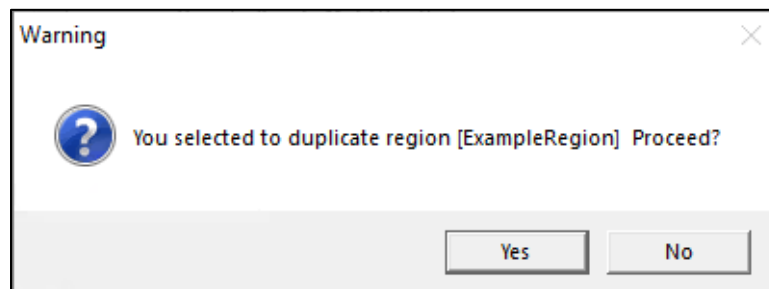 Warning
You selected to duplicate region [ExampleRegion]  Proceed?
Yes
No